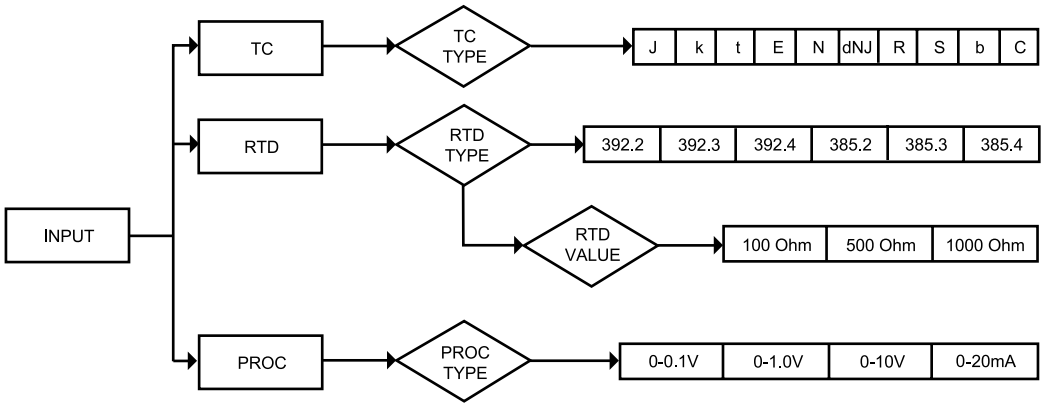 TC
TC
TYPE
J k t E N dNJ R S b C
RTD
RTD
TYPE
392.2 392.3 392.4 385.2 385.3 385.4
INPUT
RTD
VALUE
100 Ohm 500 Ohm 1000 Ohm
PROC
PROC
TYPE
0-0.1V 0-1.0V 0-10V 0-20mA